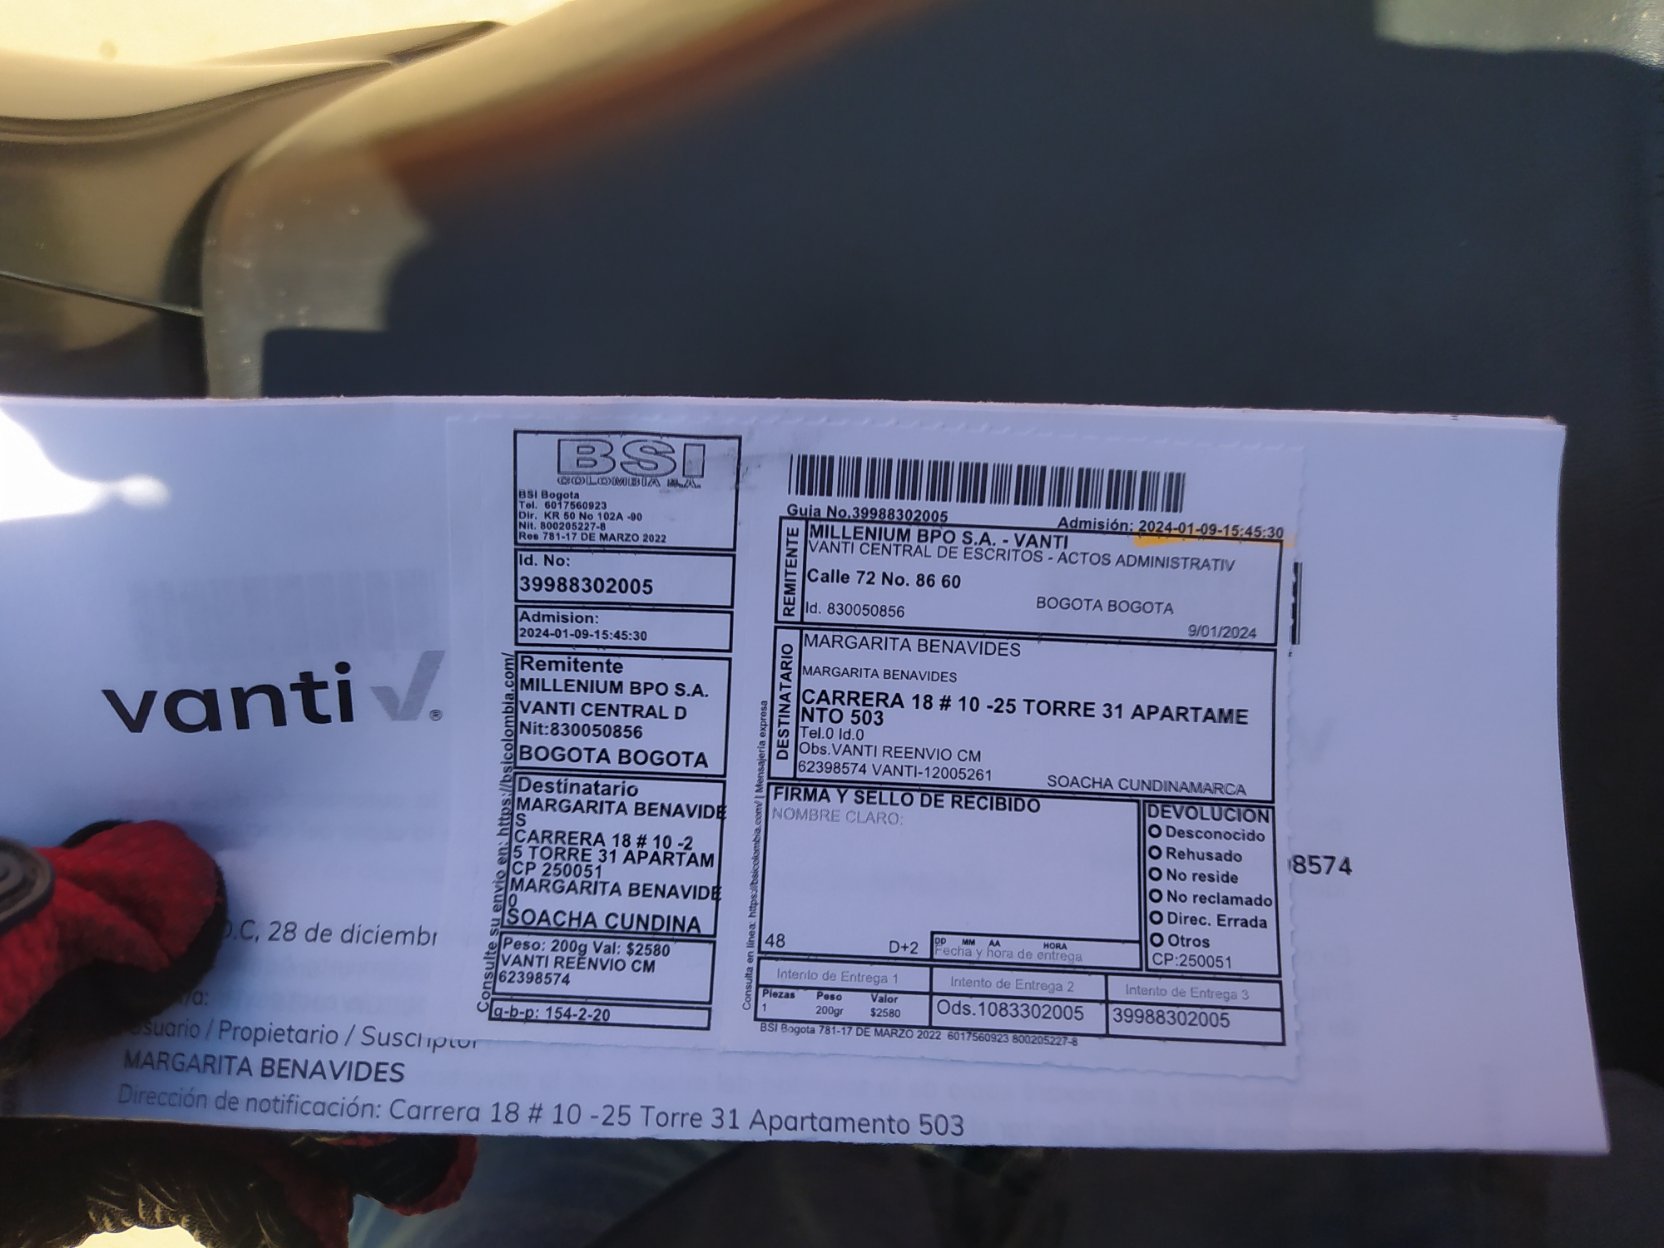 BSI
COLOMBIA S.A.
BSI Bogota
Tel. 6017560923
Dir. KR 50 No 102A -90
Nit. 800205227-8
Res 781-17 DE MARZO 2022
Id. No:
39988302005
Admision:
2024-01-09-15:45:30
Remitente
MILLENIUM BPO S.A.
VANTI CENTRAL D
Nit:830050856
BOGOTA BOGOTA
Destinatario
MARGARITA BENAVIDE
S
CARRERA 18 # 10 -2
5 TORRE 31 APARTAM
CP 250051
MARGARITA BENAVIDE
0
SOACHA CUNDINA
Peso: 200g Val: $2580
VANTI REENVIO CM
62398574
q-b-p: 154-2-20
Consulte su envio en: https://bsicolombia.com/
Guia No.39988302005
Admisión: 2024-01-09-15:45:30
REMITENTE
MILLENIUM BPO S.A. - VANTI
VANTI CENTRAL DE ESCRITOS - ACTOS ADMINISTRATIV
Calle 72 No. 86 60
Id. 830050856
BOGOTA BOGOTA
9/01/2024
DESTINATARIO
MARGARITA BENAVIDES
MARGARITA BENAVIDES
CARRERA 18 # 10 -25 TORRE 31 APARTAME
NTO 503
Tel.0 Id.0
Obs.VANTI REENVIO CM
62398574 VANTI-12005261
SOACHA CUNDINAMARCA
Consulta en linea: https://bsicolombia.com/ | Mensajeria expresa
FIRMA Y SELLO DE RECIBIDO
NOMBRE CLARO:
48
D+2
DD MM AA HORA
Fecha y hora de entrega
DEVOLUCION
Desconocido
Rehusado
No reside
No reclamado
Direc. Errada
Otros
CP:250051
Intento de Entrega 1
Intento de Entrega 2
Intento de Entrega 3
Piezas Peso Valor
1 200gr $2580
Ods.1083302005
39988302005
BSI Bogota 781-17 DE MARZO 2022 6017560923 800205227-8
vanti
8574
.C, 28 de diciembr
/a:
suario / Propietario / Suscriptor
MARGARITA BENAVIDES
Dirección de notificación: Carrera 18 # 10 -25 Torre 31 Apartamento 503